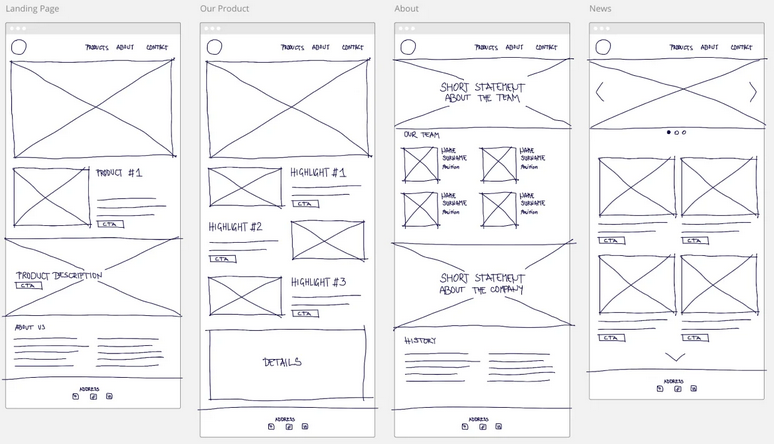 Landing Page
PRODUCTS ABOUT CONTACT
PRODUCT #1
CTA
PRODUCT DESCRIPTION
CTA
ABOUT US
ADDRESS
Our Product
PRODUCTS ABOUT CONTACT
HIGHLIGHT #1
CTA
HIGHLIGHT #2
CTA
HIGHLIGHT #3
CTA
DETAILS
ADDRESS
About
PRODUCTS ABOUT CONTACT
SHORT STATEMENT
ABOUT THE TEAM
OUR TEAM
NAME
SURNAME
Position
NAME
SURNAME
Position
NAME
SURNAME
Position
NAME
SURNAME
Position
SHORT STATEMENT
ABOUT THE COMPANY
HISTORY
ADDRESS
News
PRODUCTS ABOUT CONTACT
CTA
CTA
CTA
CTA
ADDRESS